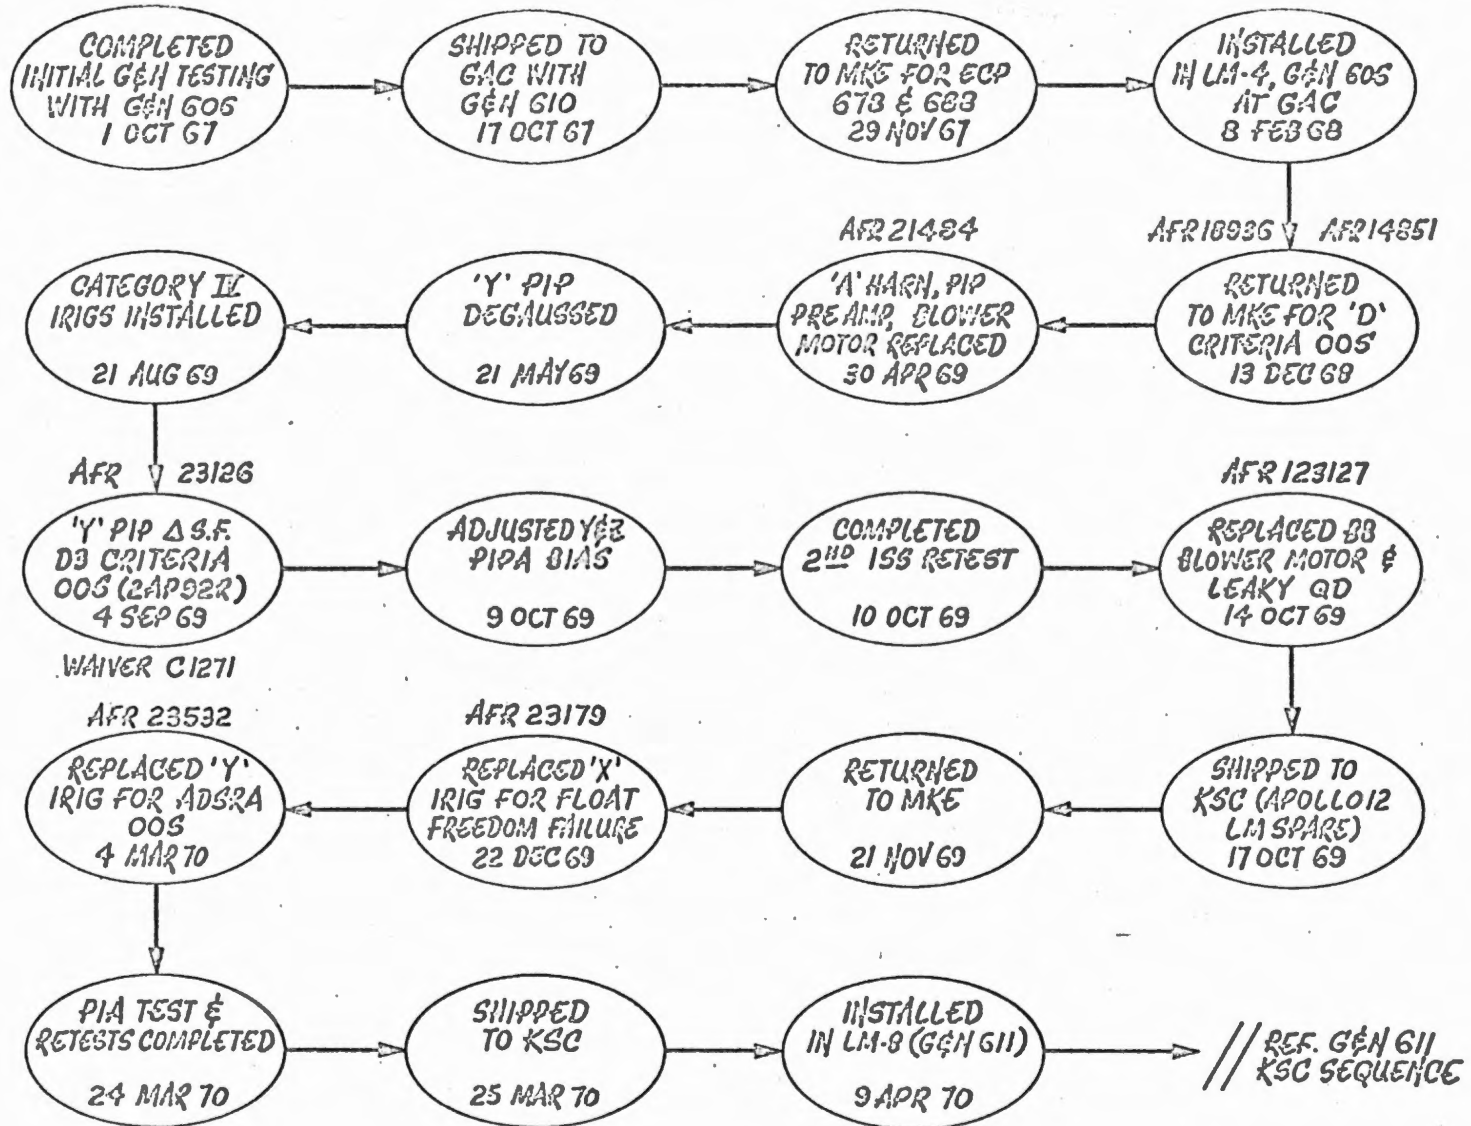 COMPLETED
INITIAL G&N TESTING
WITH G&N 606
1 OCT 67
SHIPPED TO
GAC WITH
G&N 610
17 OCT 67
RETURNED
TO MKE FOR ECP
673 & 683
29 NOV 67
INSTALLED
IN LM-4, G&N 605
AT GAC
8 FEB 68
AFR 18936 AFR 14851
RETURNED
TO MKE FOR 'D'
CRITERIA OOS
13 DEC 68
AFR 21484
'A' HARN, PIP
PRE AMP, BLOWER
MOTOR REPLACED
30 APR 69
'Y' PIP
DEGAUSSED
21 MAY 69
CATEGORY IV
IRIGS INSTALLED
21 AUG 69
AFR 23126
'Y' PIP Δ S.F.
D3 CRITERIA
OOS (2AP92R)
4 SEP 69
WAIVER C1271
ADJUSTED Y&Z
PIPA BIAS
9 OCT 69
COMPLETED
2ND ISS RETEST
10 OCT 69
AFR 123127
REPLACED
BLOWER MOTOR &
LEAKY QD
14 OCT 69
SHIPPED TO
KSC (APOLLO 12
LM SPARE)
17 OCT 69
RETURNED
TO MKE
21 NOV 69
AFR 23179
REPLACED 'X'
IRIG FOR FLOAT
FREEDOM FAILURE
22 DEC 69
AFR 23532
REPLACED 'Y'
IRIG FOR ADSRA
OOS
4 MAR 70
PIA TEST &
RETESTS COMPLETED
24 MAR 70
SHIPPED
TO KSC
25 MAR 70
INSTALLED
IN LM-8 (G&N 611)
9 APR 70
// REF. G&N 611
KSC SEQUENCE